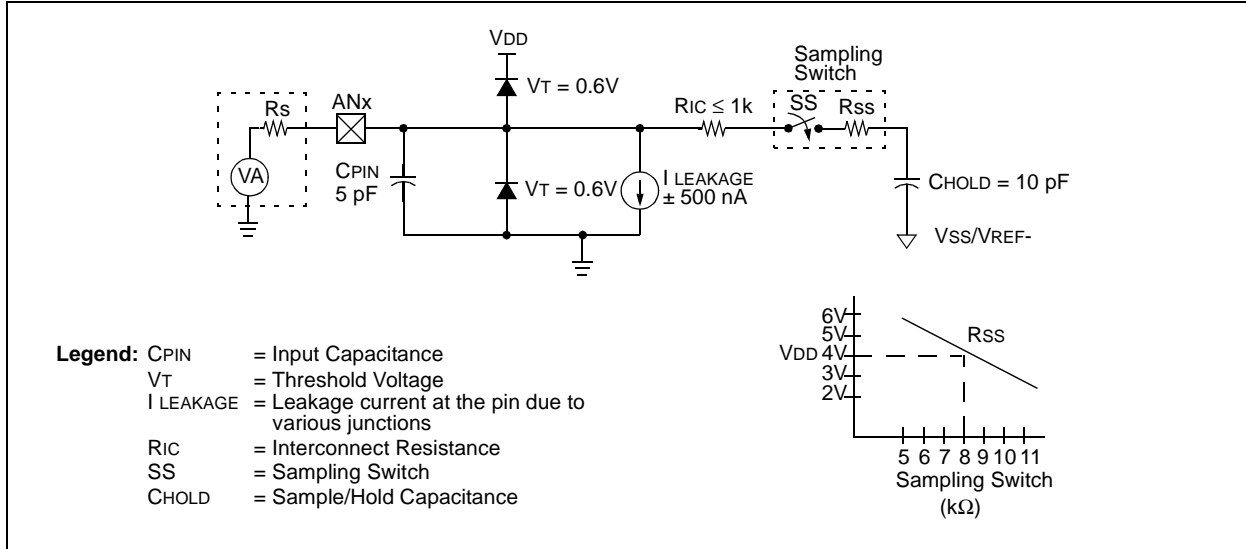 VDD
Sampling
Switch
VT = 0.6V
Rs
ANx
RIC ≤ 1k
SS
Rss
VA
CPIN
5 pF
VT = 0.6V
I LEAKAGE
± 500 nA
CHOLD = 10 pF
VSS/VREF-
Legend: CPIN = Input Capacitance
VT = Threshold Voltage
I LEAKAGE = Leakage current at the pin due to
various junctions
RIC = Interconnect Resistance
SS = Sampling Switch
CHOLD = Sample/Hold Capacitance
6V
5V
VDD 4V
3V
2V
RSS
5 6 7 8 9 10 11
Sampling Switch
(kΩ)